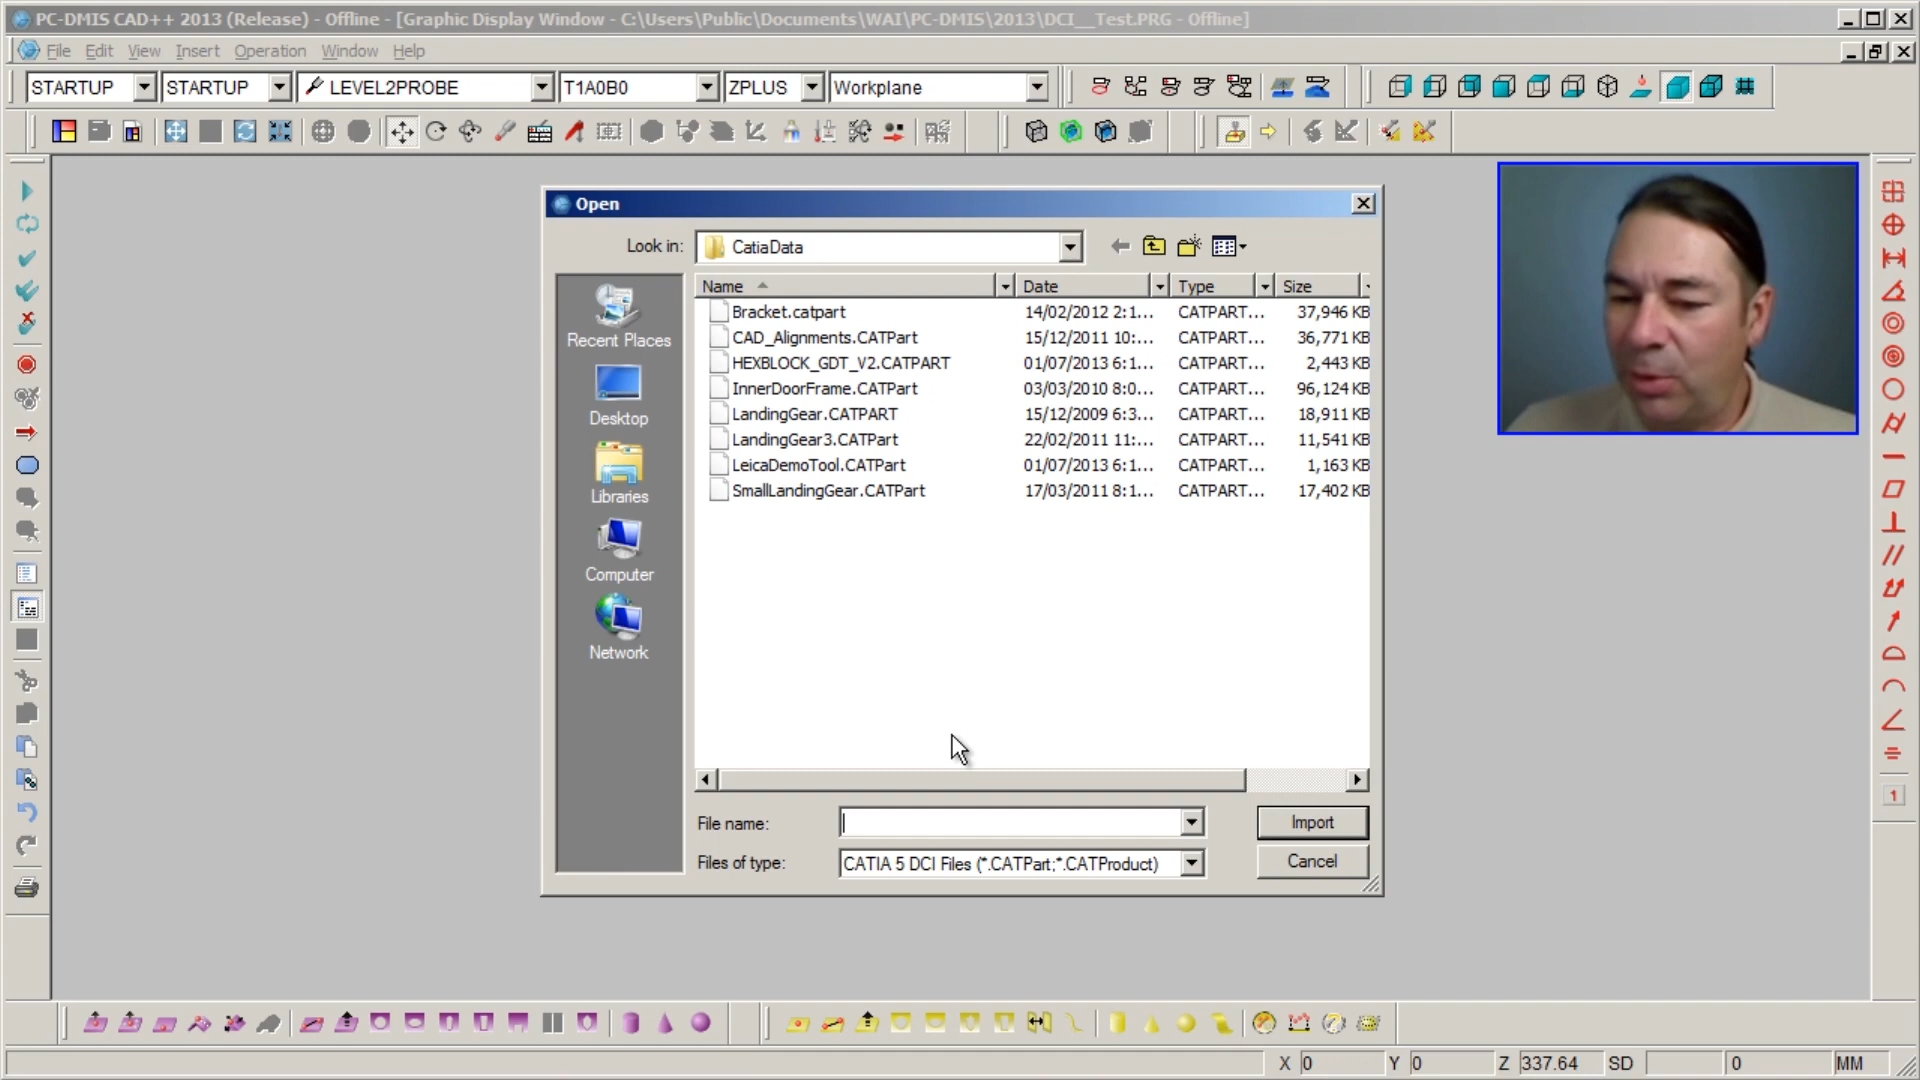 PC-DMIS CAD++ 2013 (Release) - Offline - [Graphic Display Window - C:\Users\Public\Documents\WAI\PC-DMIS\2013\DCI__Test.PRG - Offline]
File Edit View Insert Operation Window Help
STARTUP STARTUP LEVEL2PROBE T1A0B0 ZPLUS Workplane
Open
Look in: CatiaData
Name Date Type Size
Bracket.catpart 14/02/2012 2:1... CATPART... 37,946 KB
CAD_Alignments.CATPart 15/12/2011 10:... CATPART... 36,771 KB
HEXBLOCK_GDT_V2.CATPART 01/07/2013 6:1... CATPART... 2,443 KB
InnerDoorFrame.CATPart 03/03/2010 8:0... CATPART... 96,124 KB
LandingGear.CATPART 15/12/2009 6:3... CATPART... 18,911 KB
LandingGear3.CATPart 22/02/2011 11:... CATPART... 11,541 KB
LeicaDemoTool.CATPart 01/07/2013 6:1... CATPART... 1,163 KB
SmallLandingGear.CATPart 17/03/2011 8:1... CATPART... 17,402 KB
Recent Places
Desktop
Libraries
Computer
Network
File name: Import
Files of type: CATIA 5 DCI Files (*.CATPart;*.CATProduct) Cancel
1
X 0 Y 0 Z 337.64 SD 0 MM